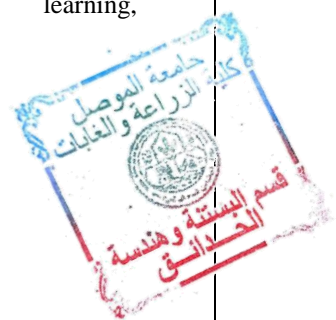 learning,
جامعة الموصل
كلية الزراعة والغابات
قسم البستنة وهندسة
الحدائق